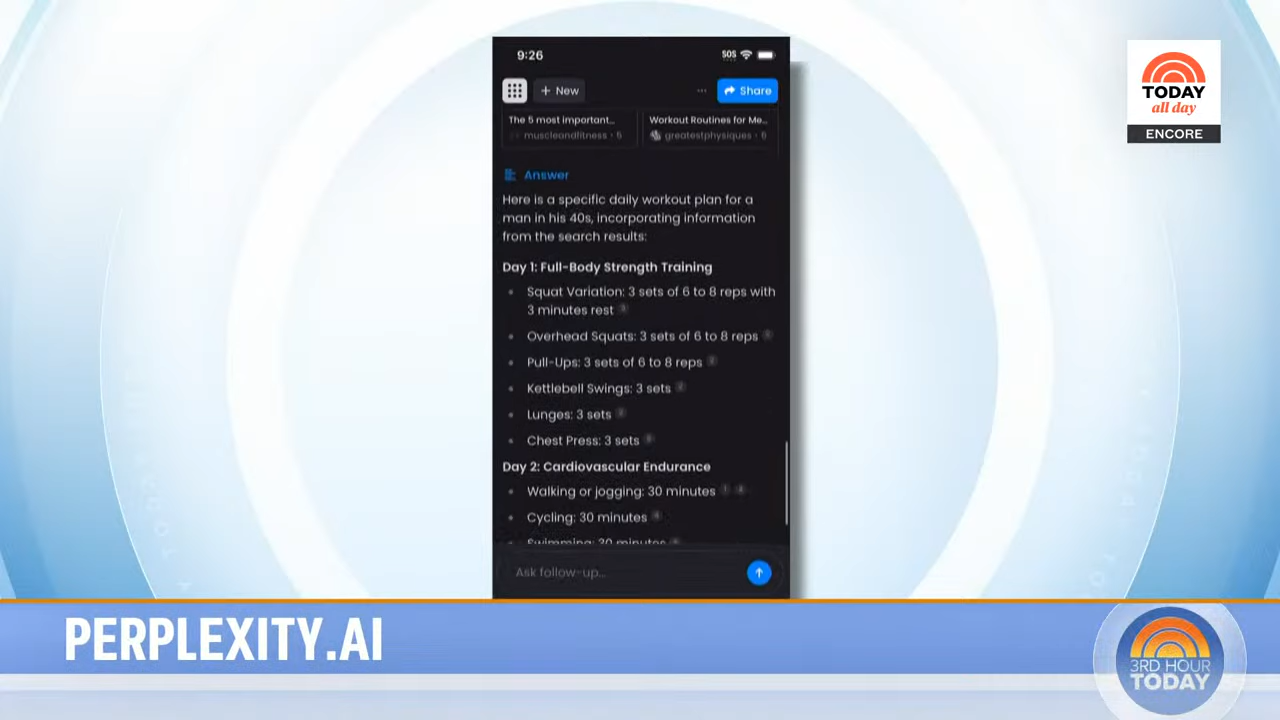 9:26
SOS
+ New
...
Share
The 5 most important...
Workout Routines for Me...
muscleandfitness • 5
greatestphysiques • 6
Answer
Here is a specific daily workout plan for a
man in his 40s, incorporating information
from the search results:
Day 1: Full-Body Strength Training
• Squat Variation: 3 sets of 6 to 8 reps with
3 minutes rest
• Overhead Squats: 3 sets of 6 to 8 reps
• Pull-Ups: 3 sets of 6 to 8 reps
• Kettlebell Swings: 3 sets
• Lunges: 3 sets
• Chest Press: 3 sets
Day 2: Cardiovascular Endurance
• Walking or jogging: 30 minutes
• Cycling: 30 minutes
Swimming: 30 minutes
Ask follow-up...
TODAY
all day
ENCORE
PERPLEXITY.AI
3RD HOUR
TODAY